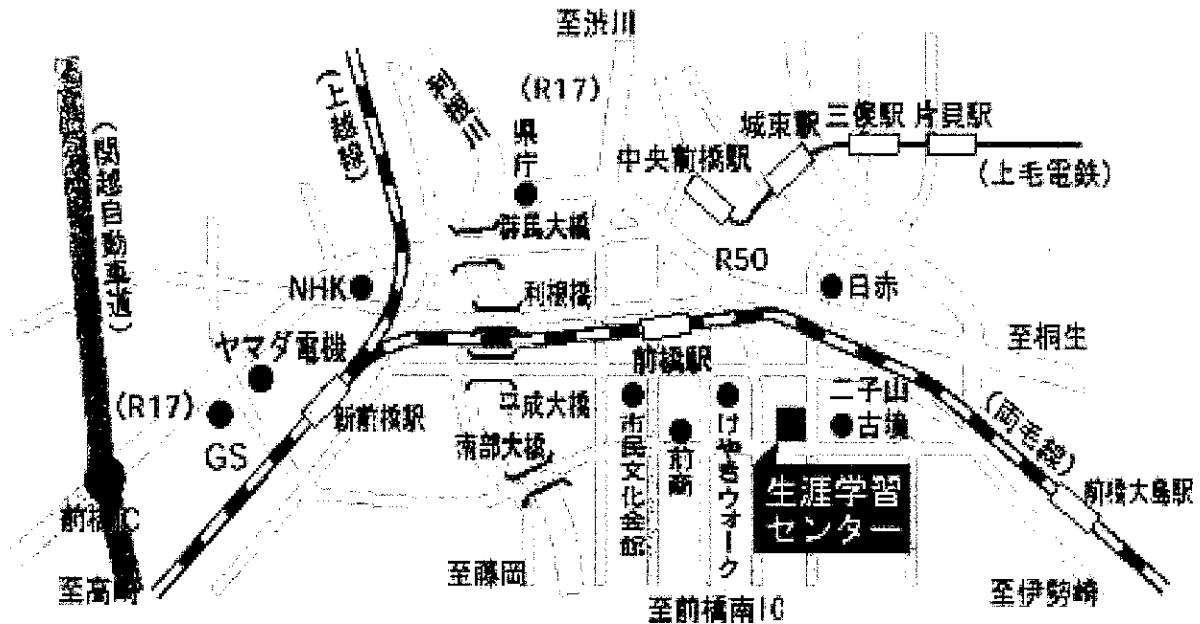 至渋川
(R17)
(上越線)
利根川
県庁
(関越自動車道)
城東駅
三俣駅
片貝駅
中央前橋駅
(上毛電鉄)
群馬大橋
R50
NHK
利根橋
日赤
至桐生
ヤマダ電機
前橋駅
(R17)
新前橋駅
平成大橋
二子山
古墳
GS
南部大橋
市民文化会館
前商
けやきウォーク
(両毛線)
生涯学習
センター
前橋大島駅
前橋IC
至高崎
至藤岡
至前橋南IC
至伊勢崎